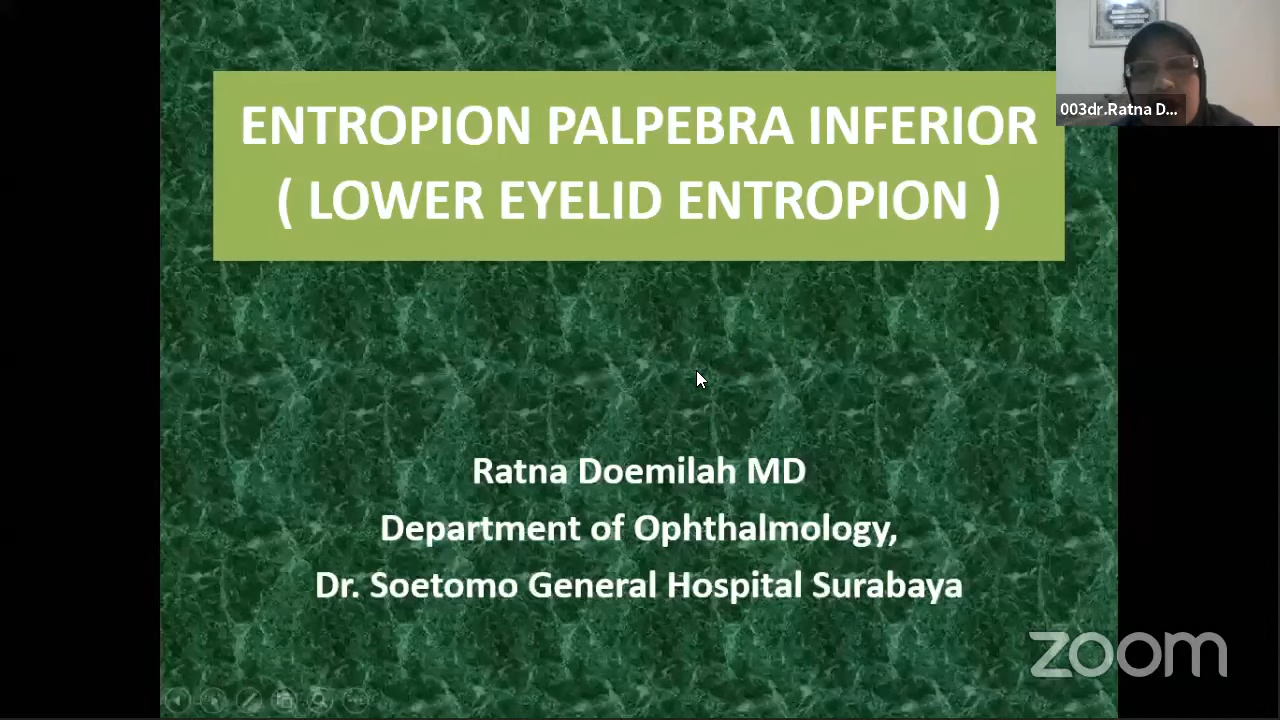 ENTROPION PALPEBRA INFERIOR
( LOWER EYELID ENTROPION )
003dr.Ratna D...
Ratna Doemilah MD
Department of Ophthalmology,
Dr. Soetomo General Hospital Surabaya
zoom